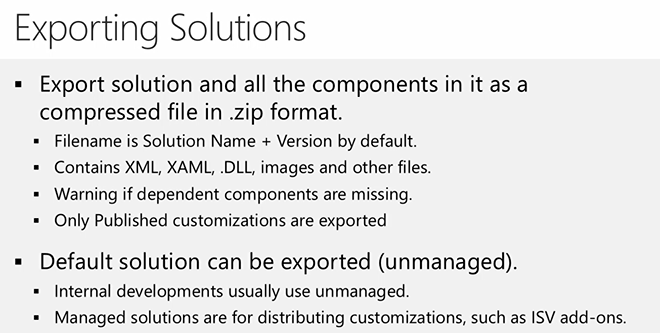 Exporting Solutions
▪ Export solution and all the components in it as a
compressed file in .zip format.
▪ Filename is Solution Name + Version by default.
▪ Contains XML, XAML, .DLL, images and other files.
▪ Warning if dependent components are missing.
▪ Only Published customizations are exported
▪ Default solution can be exported (unmanaged).
▪ Internal developments usually use unmanaged.
▪ Managed solutions are for distributing customizations, such as ISV add-ons.